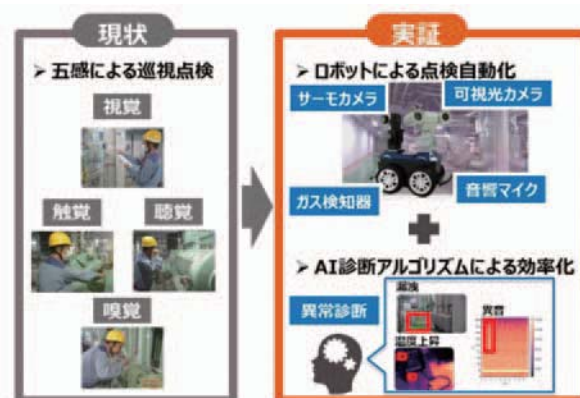 現状
➢ 五感による巡視点検
視覚
触覚
聴覚
嗅覚
実証
➢ ロボットによる点検自動化
サーモカメラ
可視光カメラ
ガス検知器
音響マイク
➢ AI診断アルゴリズムによる効率化
異常診断
漏洩
温度上昇
異音